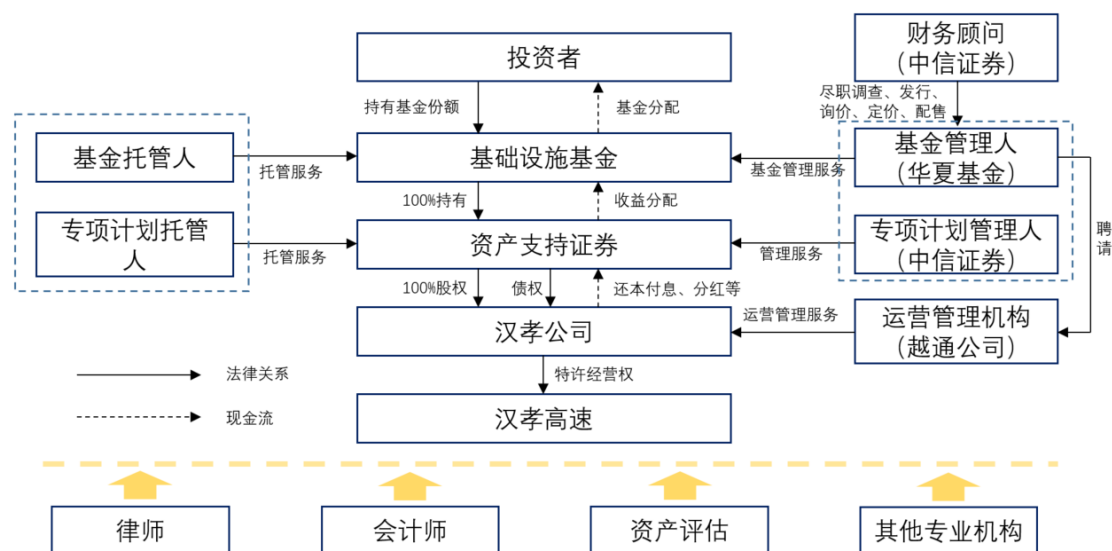 投资者
财务顾问
（中信证券）
持有基金份额
基金分配
尽职调查、发行、
询价、定价、配售
基金托管人
托管服务
基础设施基金
基金管理服务
基金管理人
（华夏基金）
100%持有
收益分配
专项计划托管
人
托管服务
资产支持证券
管理服务
专项计划管理人
（中信证券）
聘
请
100%股权
债权
还本付息、分红等
汉孝公司
运营管理服务
运营管理机构
（越通公司）
法律关系
特许经营权
现金流
汉孝高速
律师
会计师
资产评估
其他专业机构